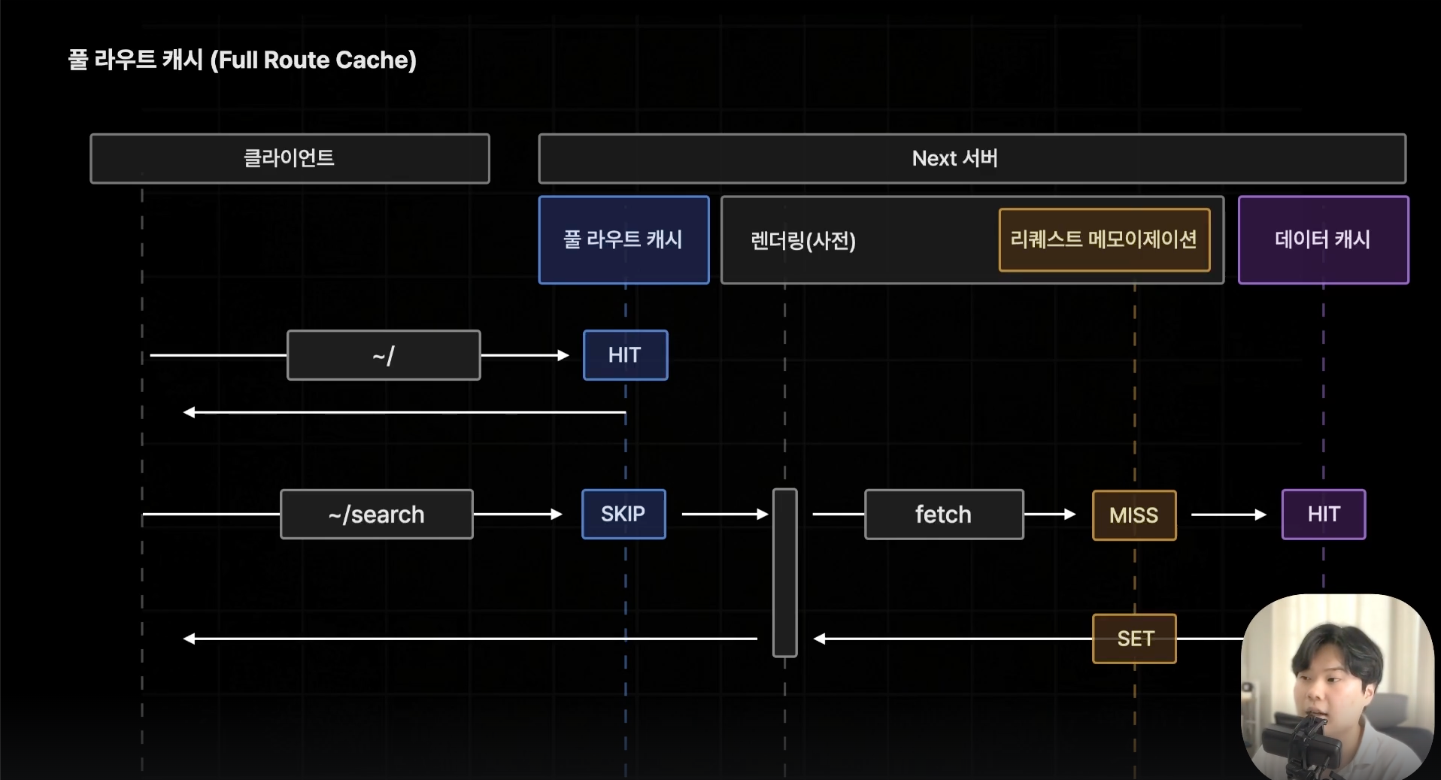 풀 라우트 캐시 (Full Route Cache)
클라이언트
Next 서버
풀 라우트 캐시
렌더링(사전)
리퀘스트 메모이제이션
데이터 캐시
~/
HIT
~/search
SKIP
fetch
MISS
HIT
SET